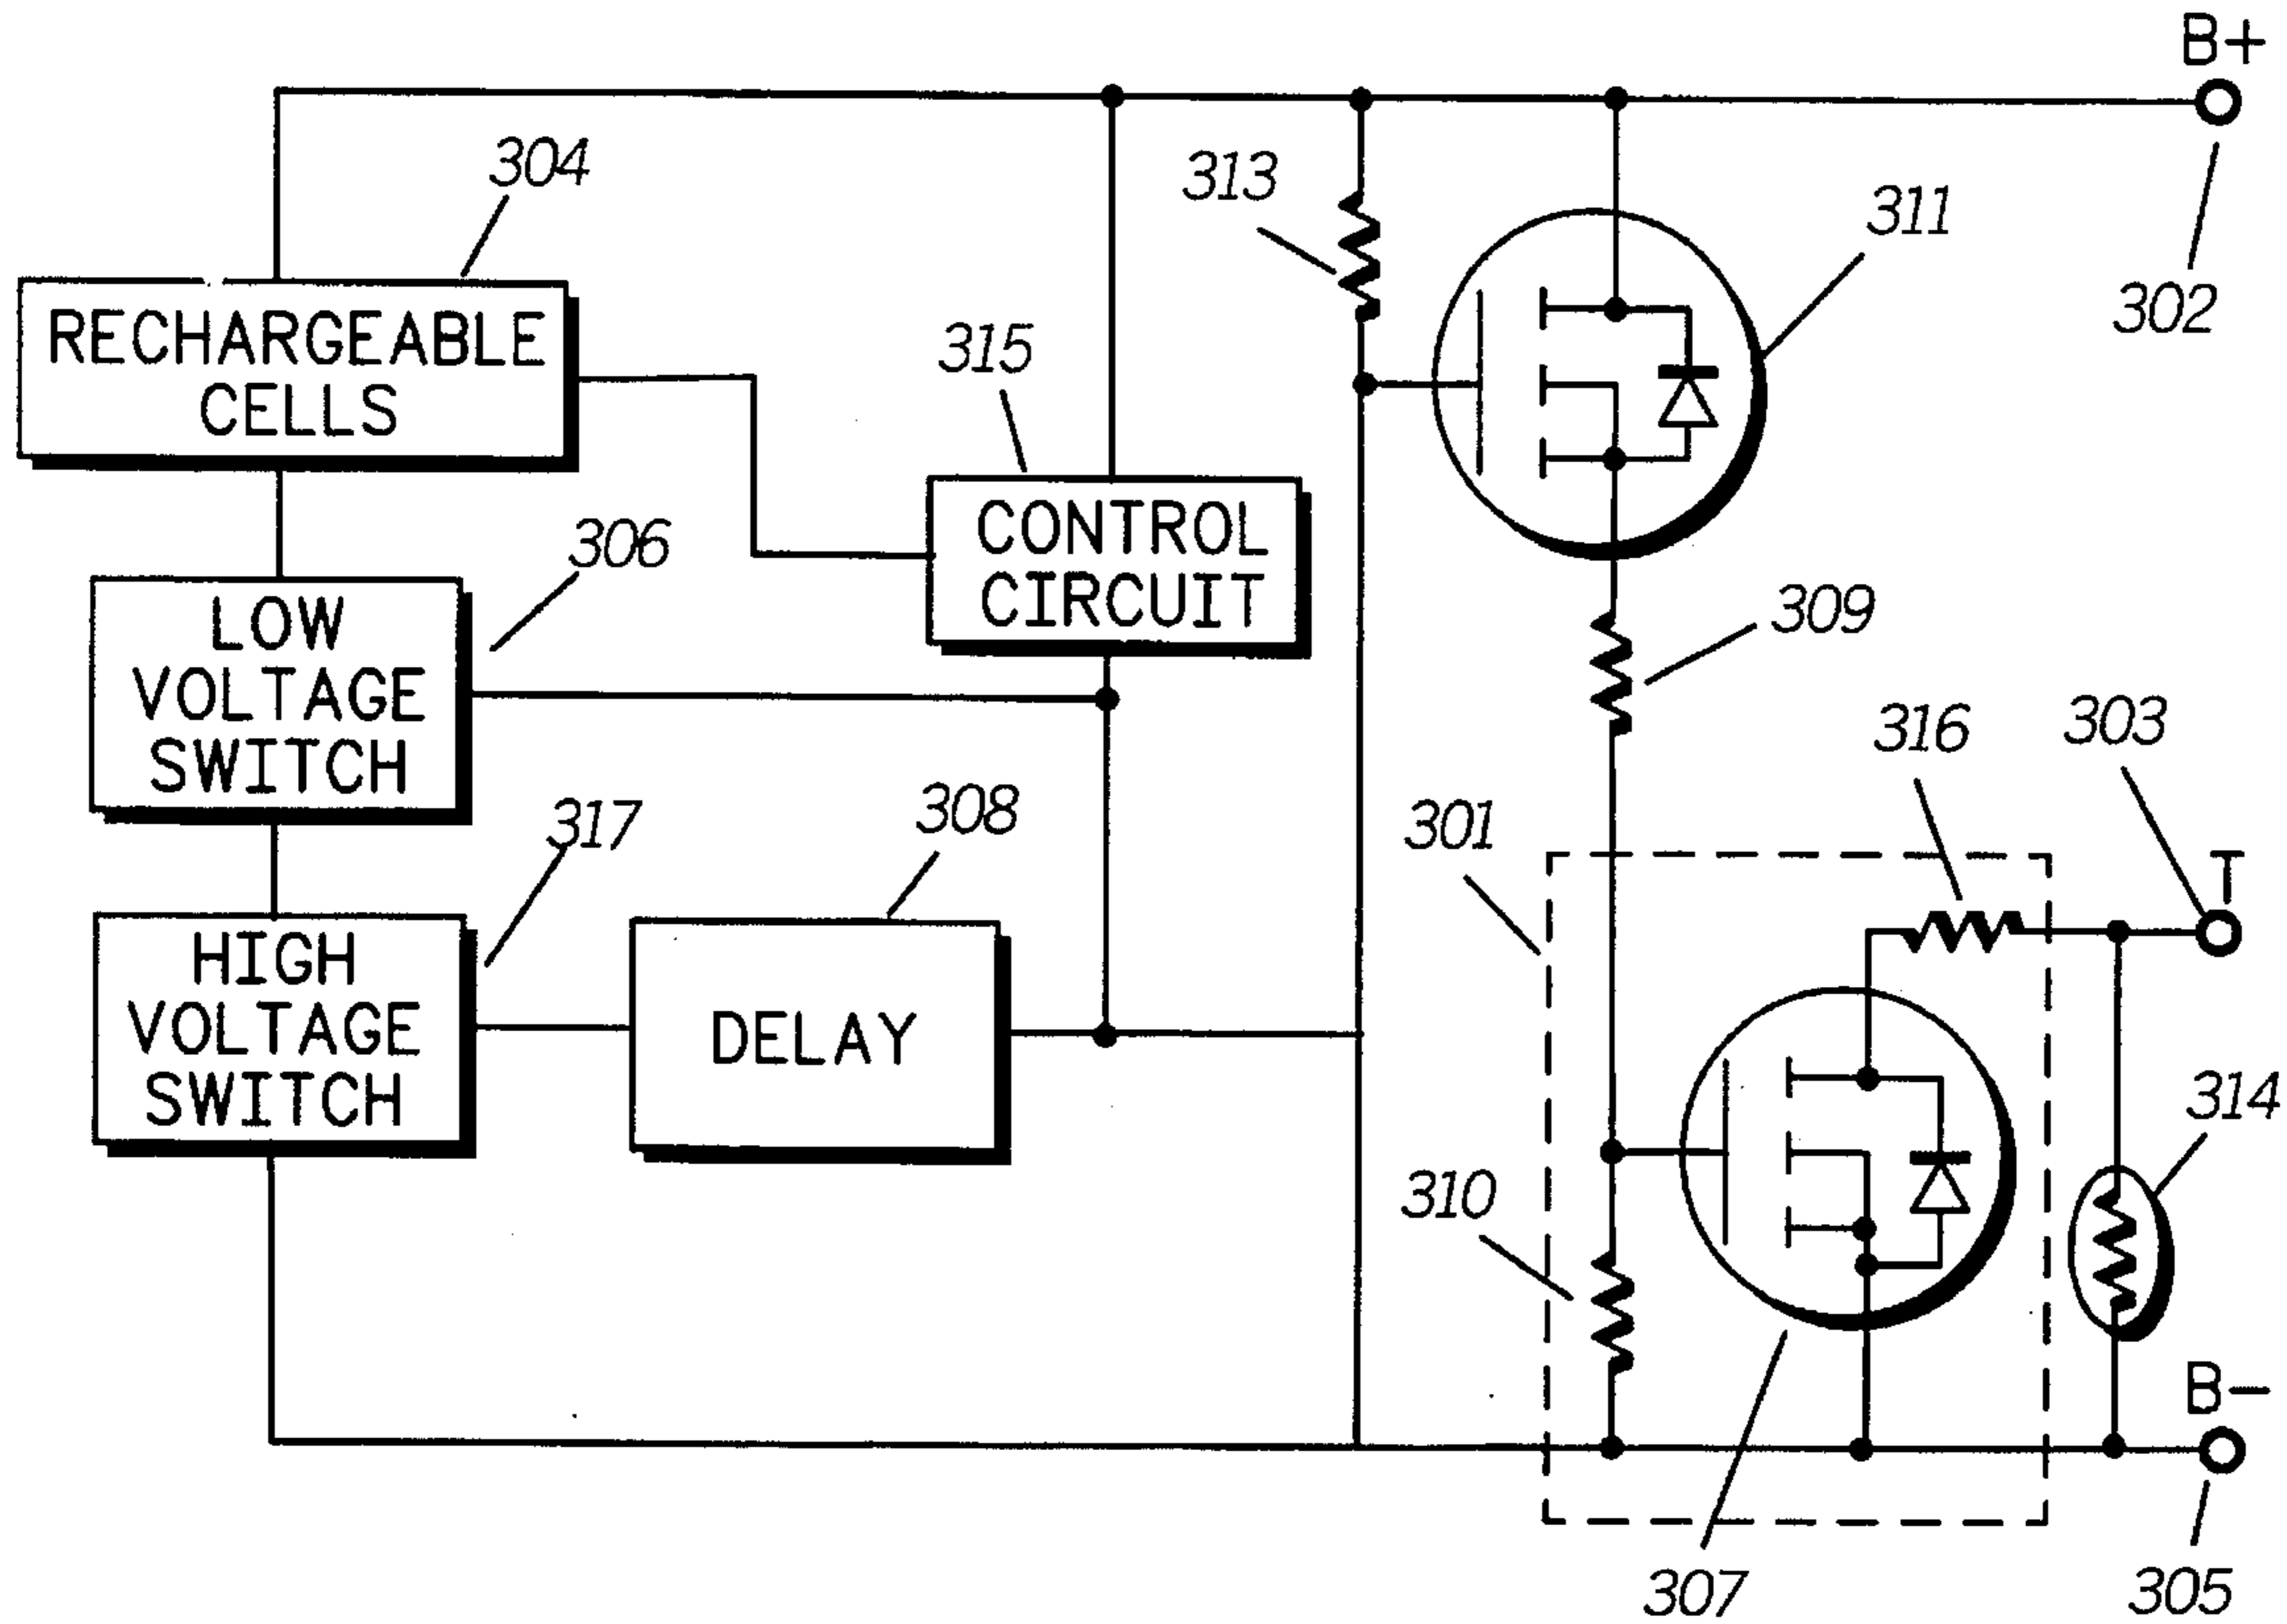 B+
304
313
311
302
RECHARGEABLE
CELLS
315
306
CONTROL
CIRCUIT
309
LOW
VOLTAGE
SWITCH
316
303
317
308
301
T
HIGH
VOLTAGE
SWITCH
DELAY
314
310
B-
307
305